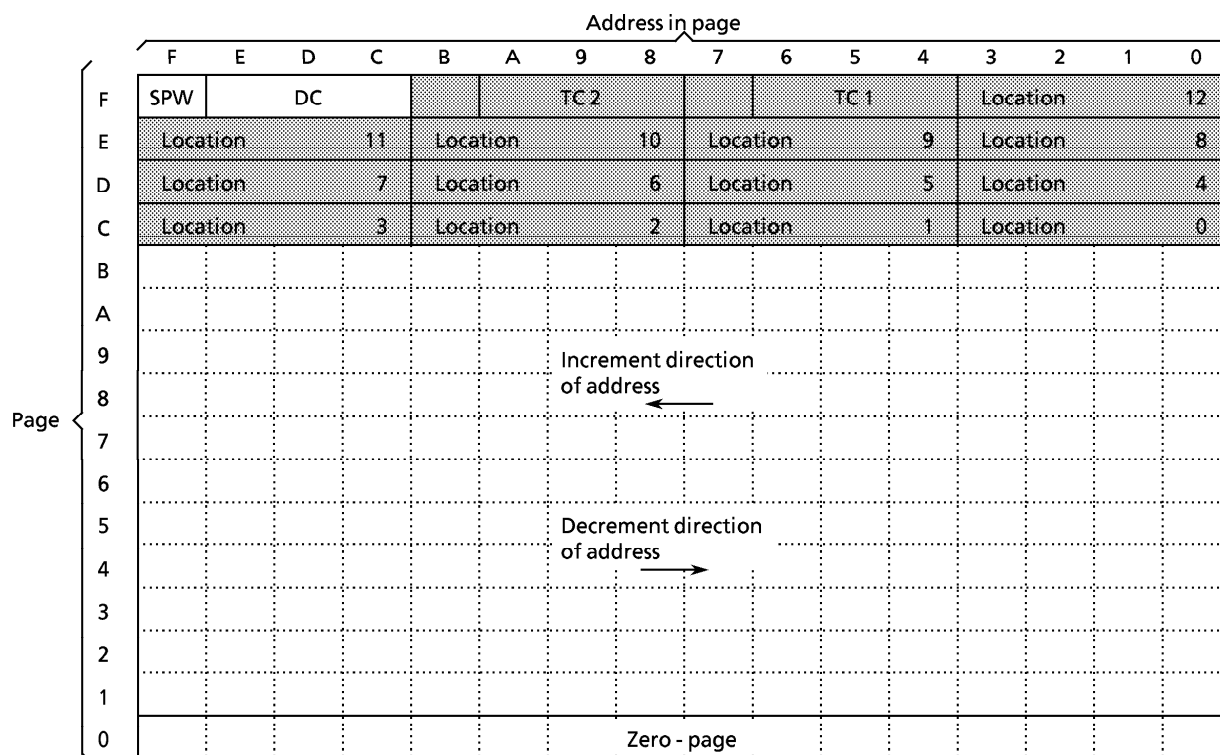 Address in page
F E D C B A 9 8 7 6 5 4 3 2 1 0
F SPW DC TC 2 TC 1 Location 12
E Location 11 Location 10 Location 9 Location 8
D Location 7 Location 6 Location 5 Location 4
C Location 3 Location 2 Location 1 Location 0
B
A
9
Increment direction
of address
8
Page
7
6
5
Decrement direction
of address
4
3
2
1
0 Zero - page